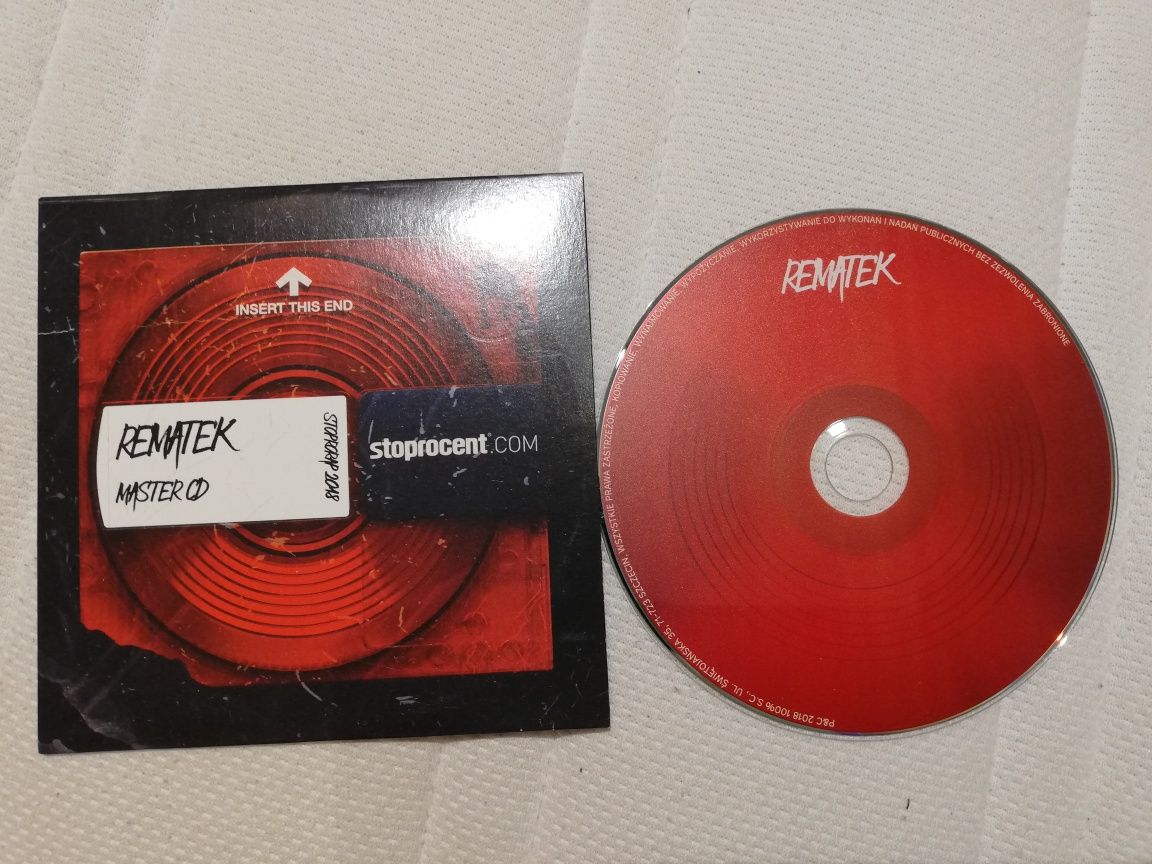 INSERT THIS END
REMATEK
MASTER CD
STOPRORAP 2018
stoprocent.COM
REMATEK
P&C 2018 100% S.C., UL. ŚWIĘTOJAŃSKA 35, 71-723 SZCZECIN. WSZYSTKIE PRAWA ZASTRZEŻONE. KOPIOWANIE, WYNAJMOWANIE, WYPOŻYCZANIE, WYKORZYSTYWANIE DO WYKONAŃ I NADAŃ PUBLICZNYCH BEZ ZEZWOLENIA ZABRONIONE